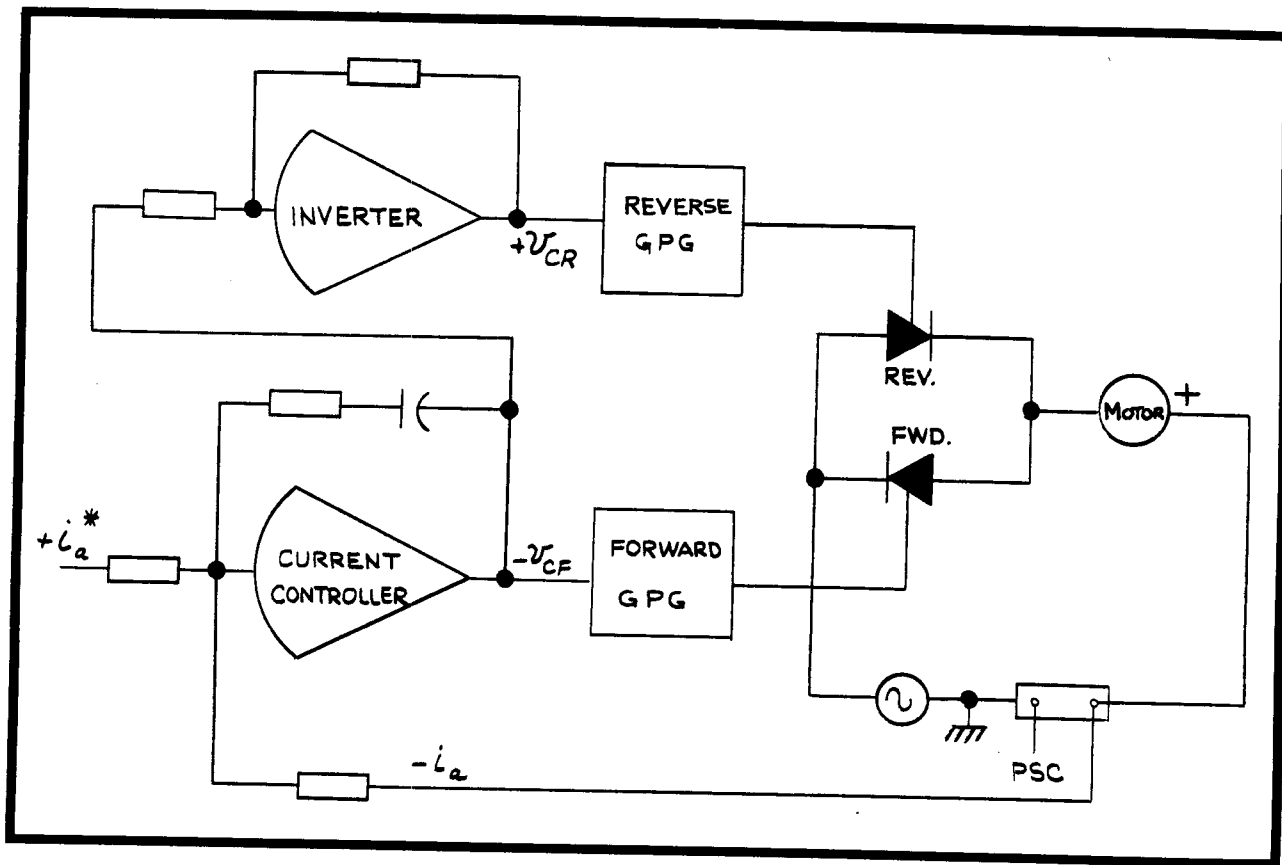 INVERTER
+v_CR
REVERSE
GPG
REV.
FWD.
MOTOR
+
+i_a*
CURRENT
CONTROLLER
-v_CF
FORWARD
GPG
-i_a
PSC